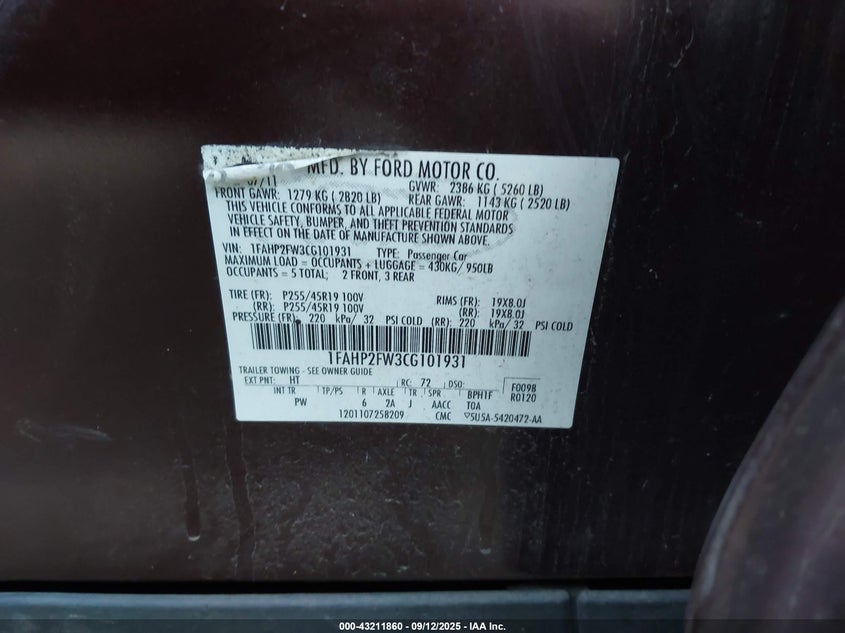 MFD. BY FORD MOTOR CO.
07/11
GVWR: 2386 KG ( 5260 LB)
FRONT GAWR: 1279 KG ( 2820 LB)
REAR GAWR: 1143 KG ( 2520 LB)
THIS VEHICLE CONFORMS TO ALL APPLICABLE FEDERAL MOTOR
VEHICLE SAFETY, BUMPER, AND THEFT PREVENTION STANDARDS
IN EFFECT ON THE DATE OF MANUFACTURE SHOWN ABOVE.
VIN: 1FAHP2FW3CG101931 TYPE: Passenger Car
MAXIMUM LOAD = OCCUPANTS + LUGGAGE = 430KG/ 950LB
OCCUPANTS = 5 TOTAL; 2 FRONT, 3 REAR
TIRE (FR): P255/45R19 100V RIMS (FR): 19X8.0J
(RR): P255/45R19 100V (RR): 19X8.0J
PRESSURE (FR): 220 kPa/ 32 PSI COLD (RR): 220 kPa/ 32 PSI COLD
1FAHP2FW3CG101931
TRAILER TOWING - SEE OWNER GUIDE
EXT PNT: HT RC: 72 DSO: F0098
INT TR TP/PS R AXLE TR SPR BPHTF R0120
PW 6 2A J AACC TOA
1201107258209 CMC ▽5U5A-5420472-AA
000-43211860 - 09/12/2025 - IAA Inc.